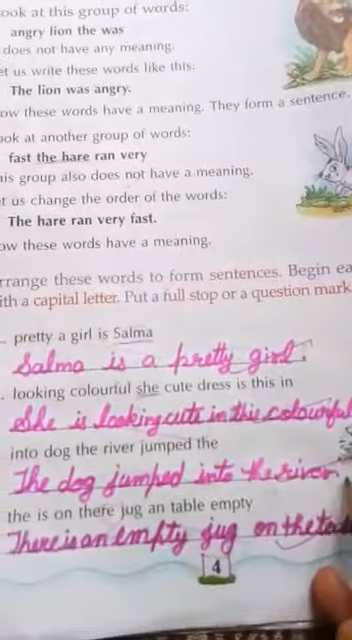 ook at this group of words:
angry lion the was
does not have any meaning.
et us write these words like this:
The lion was angry.
ow these words have a meaning. They form a sentence.
ook at another group of words:
fast the hare ran very
his group also does not have a meaning.
t us change the order of the words:
The hare ran very fast.
ow these words have a meaning.
rrange these words to form sentences. Begin ea
ith a capital letter. Put a full stop or a question mark
pretty a girl is Salma
Salma is a pretty girl.
looking colourful she cute dress is this in
She is looking cute in this colourful
into dog the river jumped the
The dog jumped into the river.
the is on there jug an table empty
There is an empty jug on the
4